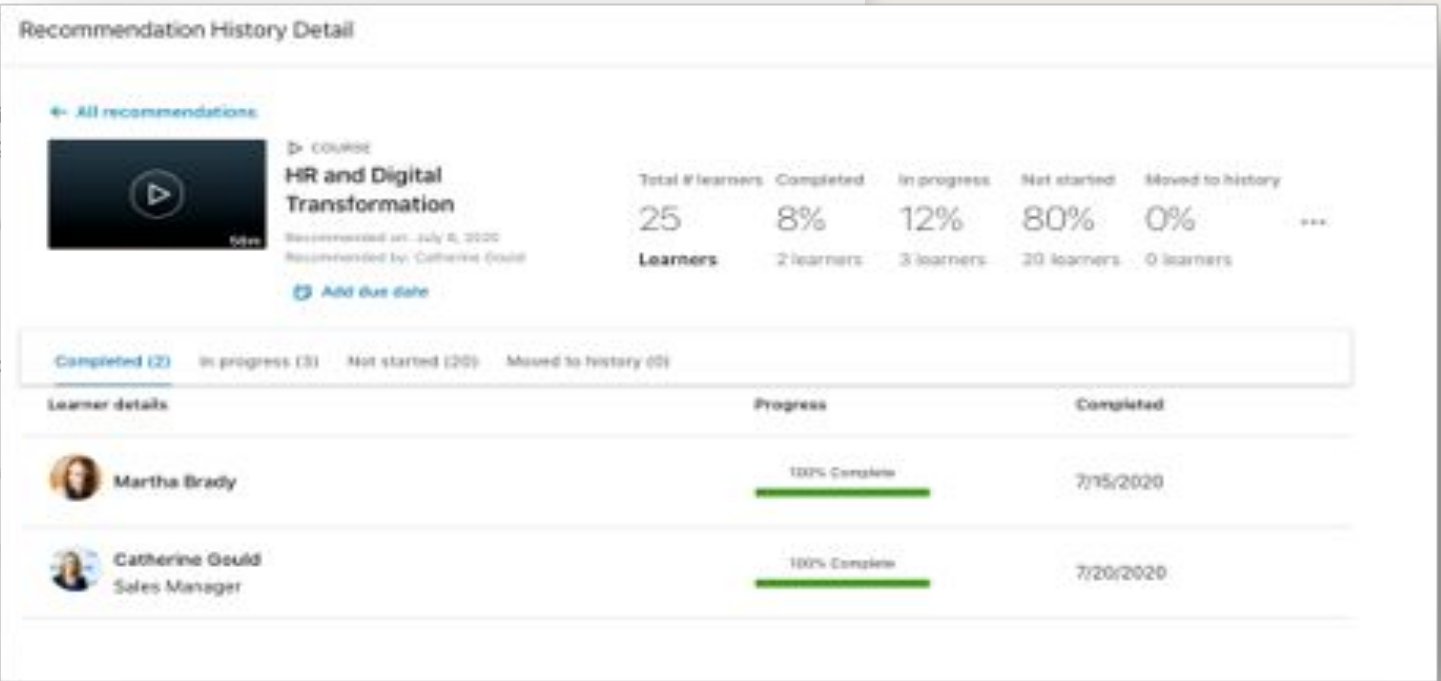 Recommendation History Detail
← All recommendations
COURSE
HR and Digital
Transformation
56m
Recommended on: July 8, 2020
Recommended by: Catherine Gould
Add due date
Total # learners Completed In progress Not started Moved to history
25 8% 12% 80% 0% ...
Learners 2 learners 3 learners 20 learners 0 learners
Completed (2) In progress (3) Not started (20) Moved to history (0)
Learner details Progress Completed
Martha Brady 100% Complete 7/15/2020
Catherine Gould
Sales Manager
100% Complete 7/20/2020